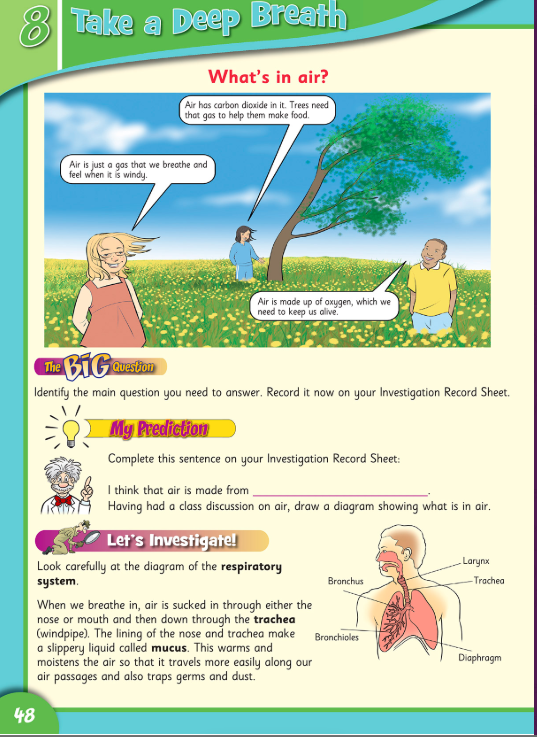 8 Take a Deep Breath
What's in air?
Air has carbon dioxide in it. Trees need
that gas to help them make food.
Air is just a gas that we breathe and
feel when it is windy.
Air is made up of oxygen, which we
need to keep us alive.
The BIG Question
Identify the main question you need to answer. Record it now on your Investigation Record Sheet.
My Prediction
Complete this sentence on your Investigation Record Sheet:
I think that air is made from ______________________________.
Having had a class discussion on air, draw a diagram showing what is in air.
Let's Investigate!
Look carefully at the diagram of the respiratory
system.
When we breathe in, air is sucked in through either the
nose or mouth and then down through the trachea
(windpipe). The lining of the nose and trachea make
a slippery liquid called mucus. This warms and
moistens the air so that it travels more easily along our
air passages and also traps germs and dust.
Larynx
Trachea
Bronchus
Bronchioles
Diaphragm
48